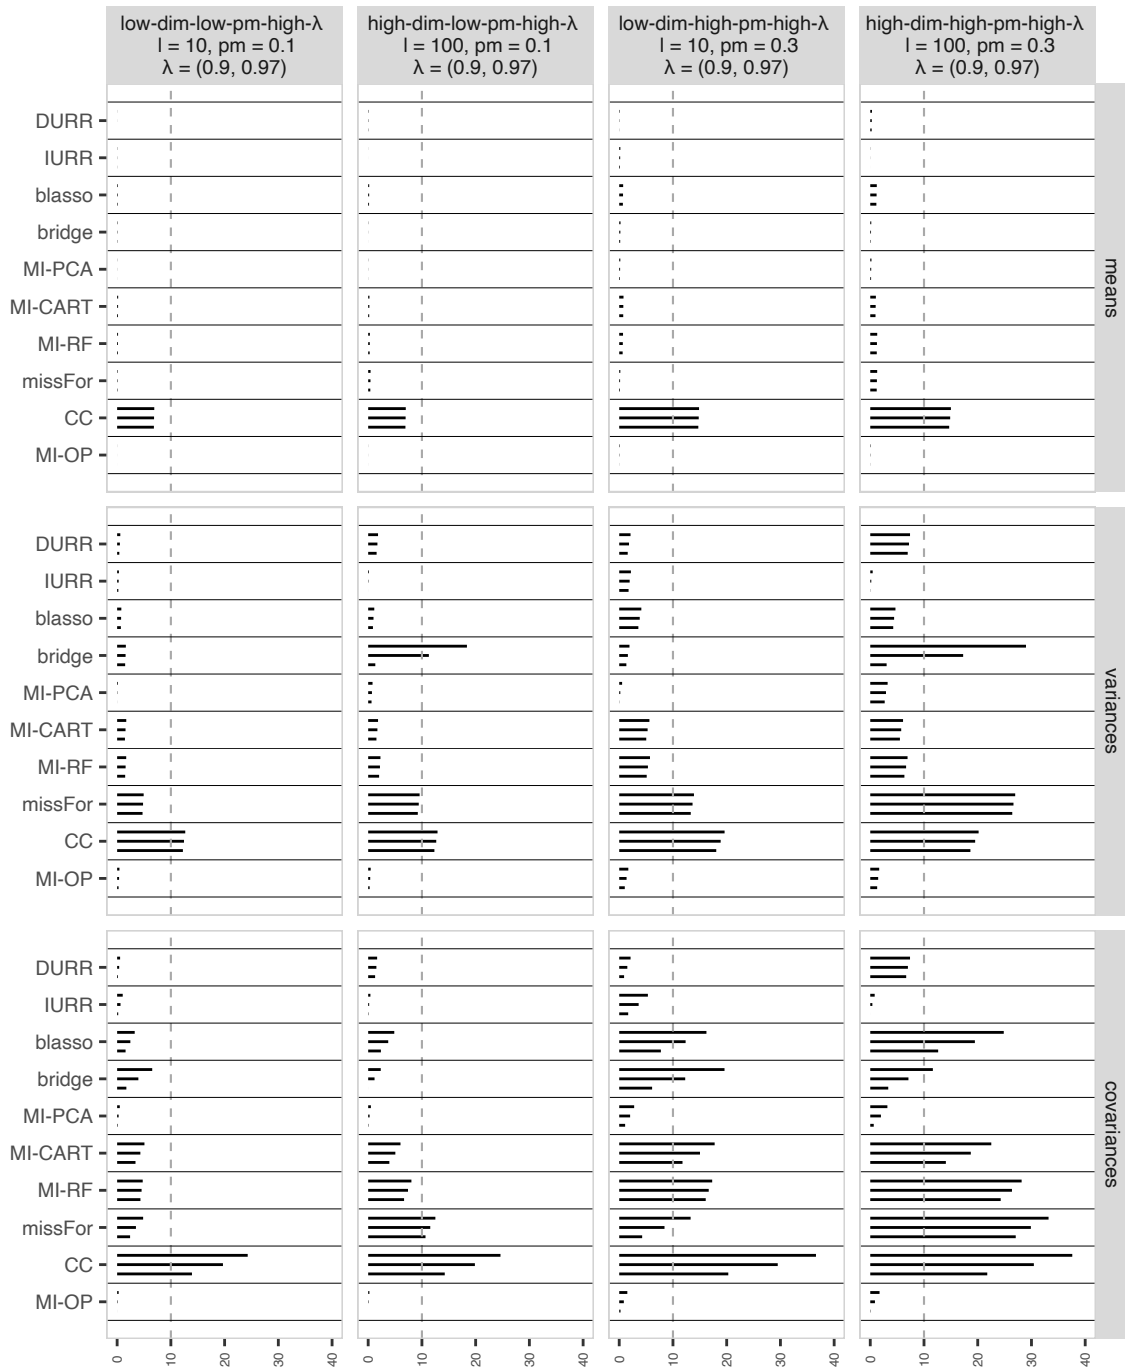 low-dim-low-pm-high-λ
l = 10, pm = 0.1
λ = (0.9, 0.97)
high-dim-low-pm-high-λ
l = 100, pm = 0.1
λ = (0.9, 0.97)
low-dim-high-pm-high-λ
l = 10, pm = 0.3
λ = (0.9, 0.97)
high-dim-high-pm-high-λ
l = 100, pm = 0.3
λ = (0.9, 0.97)
DURR
IURR
blasso
bridge
MI-PCA
MI-CART
MI-RF
missFor
CC
MI-OP
means
DURR
IURR
blasso
bridge
MI-PCA
MI-CART
MI-RF
missFor
CC
MI-OP
variances
DURR
IURR
blasso
bridge
MI-PCA
MI-CART
MI-RF
missFor
CC
MI-OP
covariances
0 10 20 30 40
0 10 20 30 40
0 10 20 30 40
0 10 20 30 40